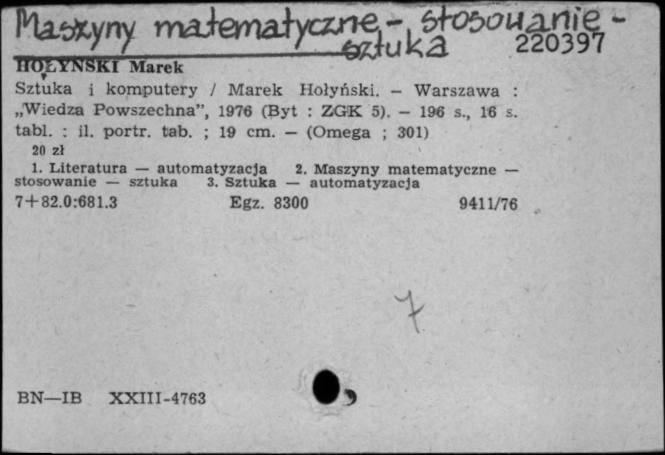 Maszyny matematyczne - stosowanie -
sztuka 220397
HOŁYŃSKI Marek
Sztuka i komputery / Marek Hołyński. — Warszawa :
„Wiedza Powszechna”, 1976 (Byt : ZGK 5). — 196 s., 16 s.
tabl. : il. portr. tab. ; 19 cm. — (Omega ; 301)
20 zł
1. Literatura — automatyzacja 2. Maszyny matematyczne —
stosowanie — sztuka 3. Sztuka — automatyzacja
7+82.0:681.3 Egz. 8300 9411/76
7
BN—IB XXIII-4763